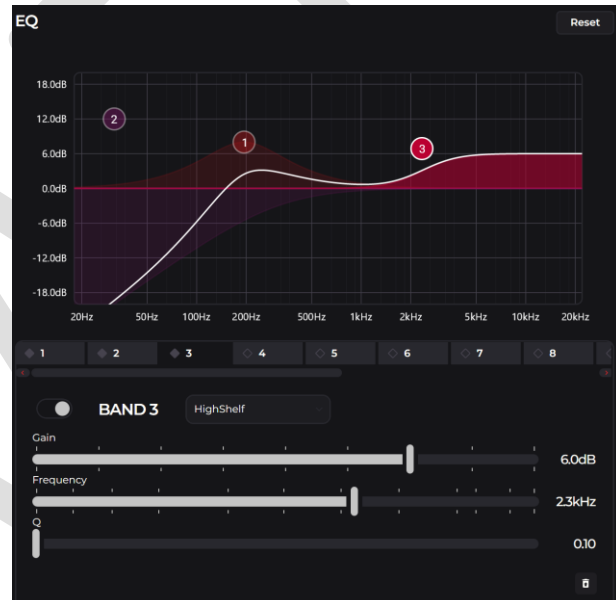 EQ
Reset
18.0dB
12.0dB
2
1
6.0dB
3
0.0dB
-6.0dB
-12.0dB
-18.0dB
20Hz 50Hz 100Hz 200Hz 500Hz 1kHz 2kHz 5kHz 10kHz 20kHz
1 2 3 4 5 6 7 8
BAND 3 HighShelf
Gain
6.0dB
Frequency
2.3kHz
Q
0.10